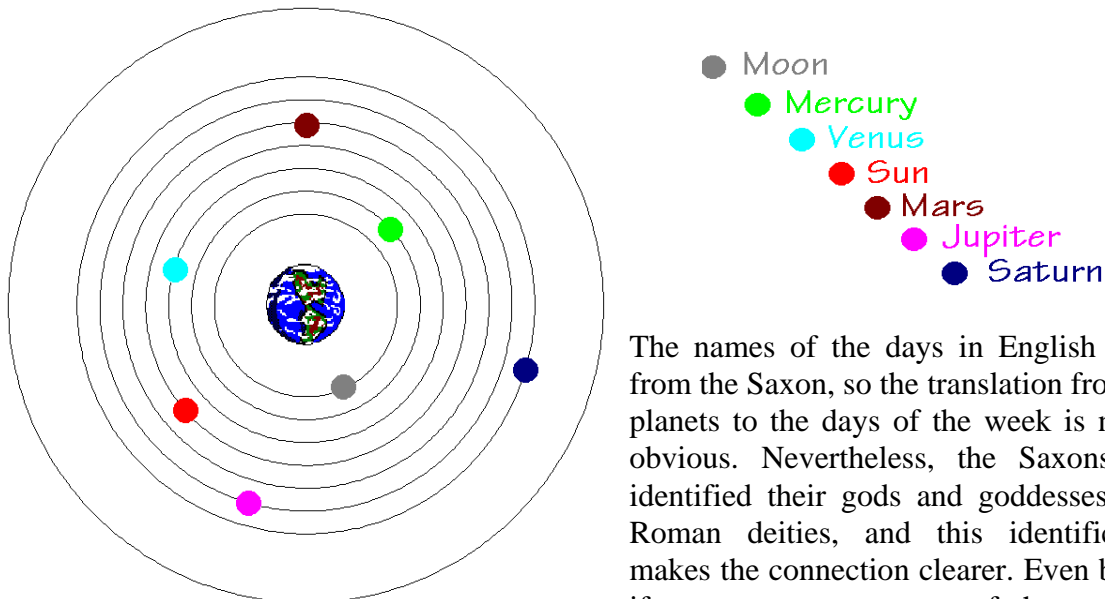 Moon
Mercury
Venus
Sun
Mars
Jupiter
Saturn
The names of the days in English
from the Saxon, so the translation fro
planets to the days of the week is
obvious. Nevertheless, the Saxons
identified their gods and goddesses
Roman deities, and this identific
makes the connection clearer. Even